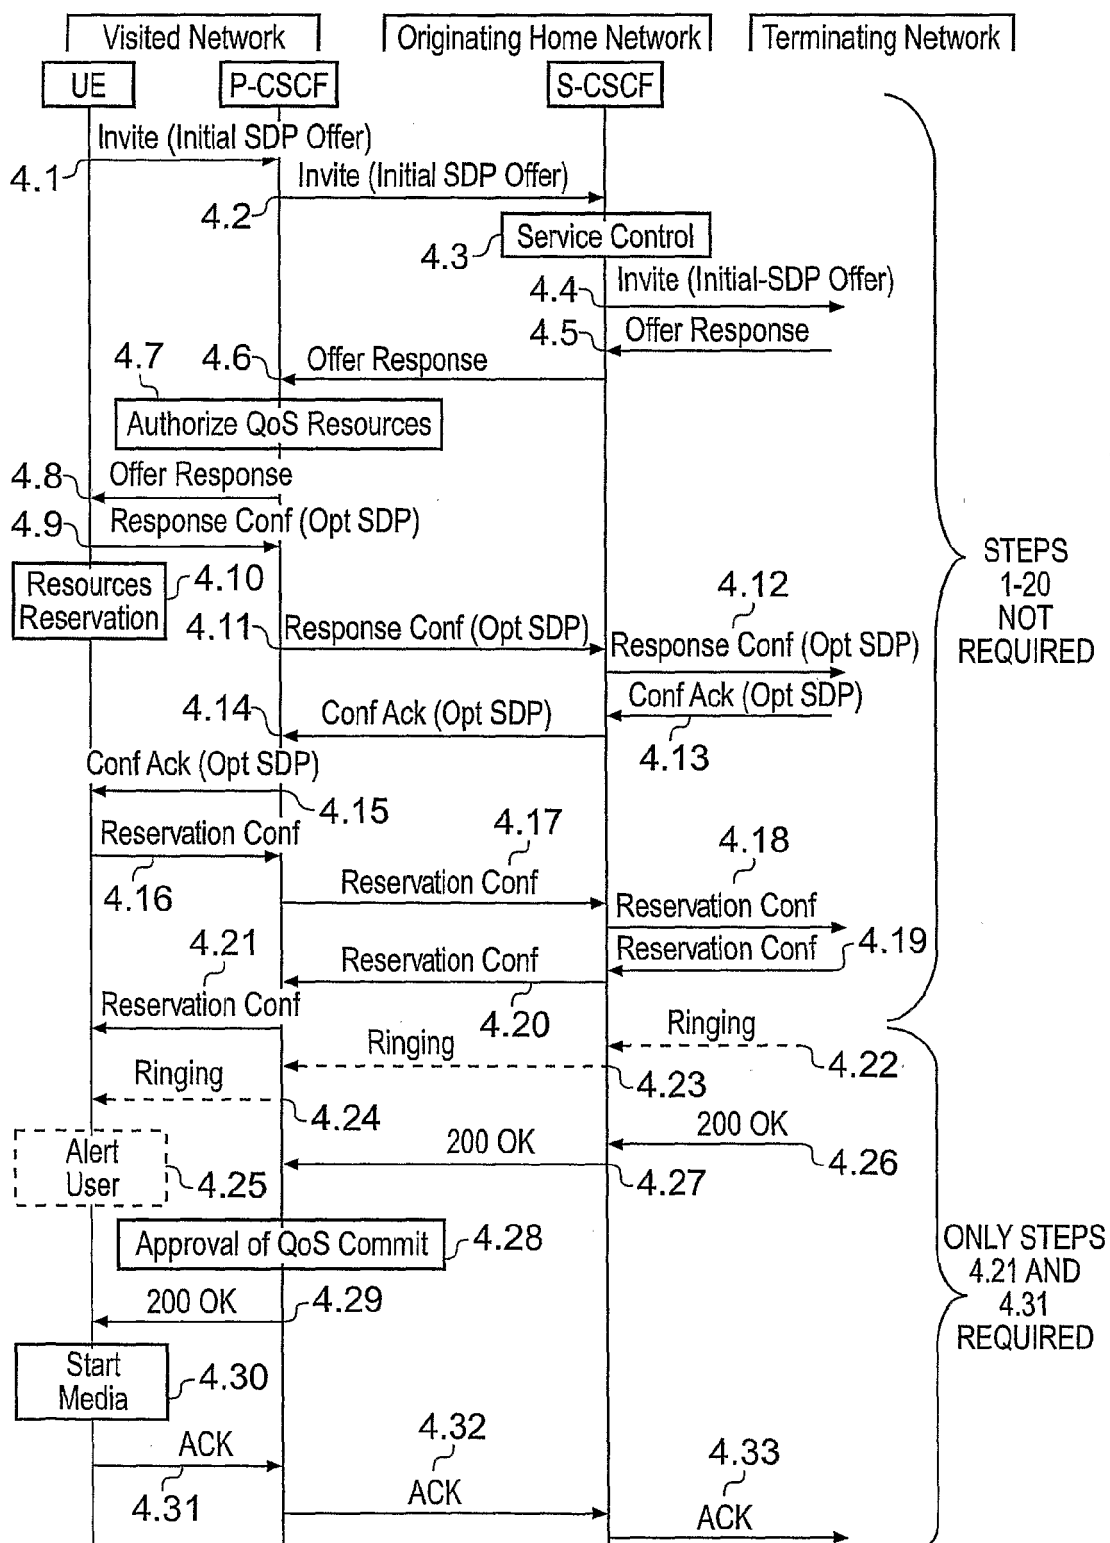 Visited Network
Originating Home Network
Terminating Network
UE
P-CSCF
S-CSCF
Invite (Initial SDP Offer)
4.1
Invite (Initial SDP Offer)
4.2
Service Control
4.3
Invite (Initial-SDP Offer)
4.4
Offer Response
4.5
Offer Response
4.6
4.7
Authorize QoS Resources
Offer Response
4.8
Response Conf (Opt SDP)
4.9
Resources
Reservation
4.10
4.11
Response Conf (Opt SDP)
4.12
Response Conf (Opt SDP)
Conf Ack (Opt SDP)
4.13
4.14
Conf Ack (Opt SDP)
Conf Ack (Opt SDP)
4.15
Reservation Conf
4.16
4.17
Reservation Conf
4.18
Reservation Conf
Reservation Conf
4.19
Reservation Conf
4.20
4.21
Reservation Conf
STEPS
1-20
NOT
REQUIRED
Ringing
4.22
Ringing
4.23
Ringing
4.24
Alert
User
4.25
200 OK
4.26
200 OK
4.27
Approval of QoS Commit
4.28
200 OK
4.29
Start
Media
4.30
ACK
4.31
4.32
ACK
4.33
ACK
ONLY STEPS
4.21 AND
4.31
REQUIRED